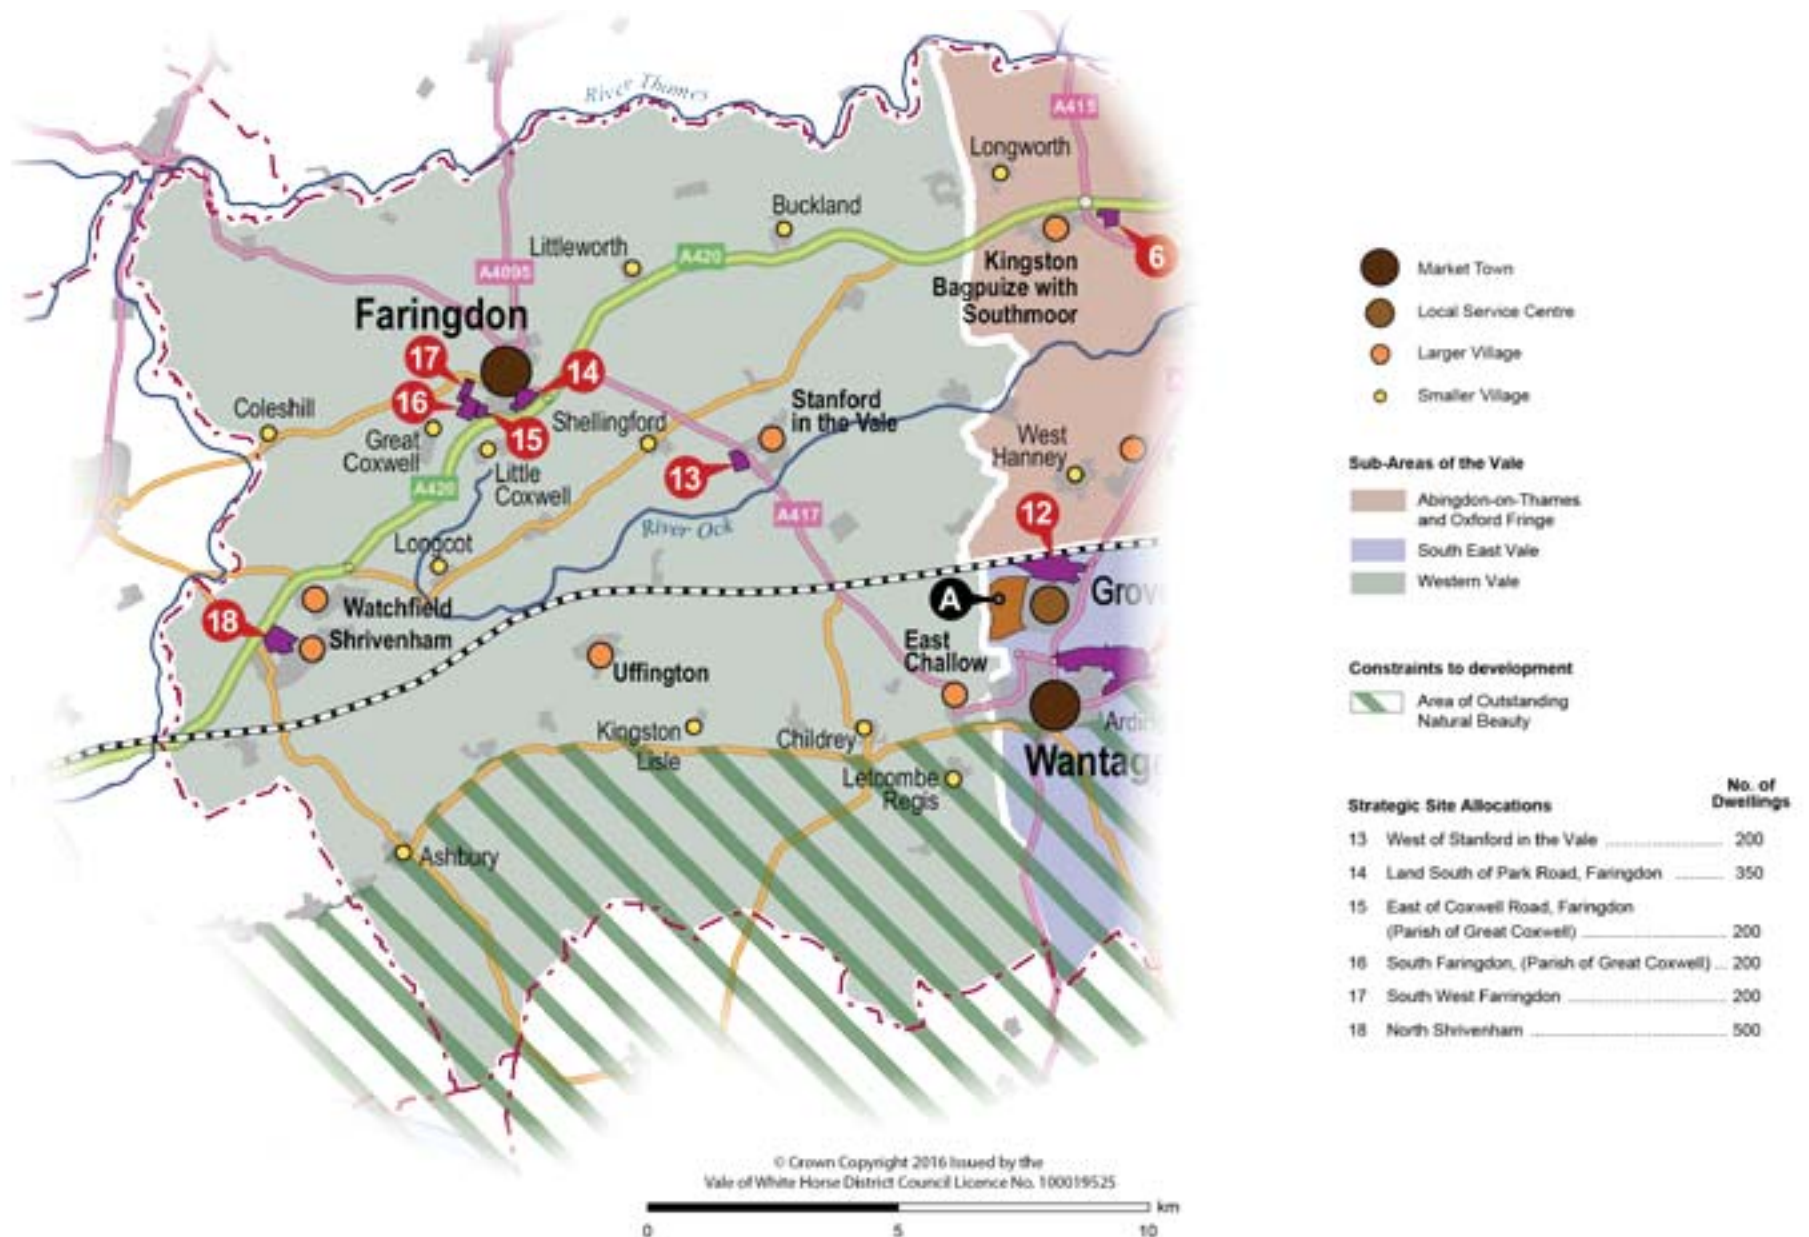 River Thames
A415
Longworth
Buckland
Littleworth
A420
A4095
6
Kingston
Bagpuize with
Southmoor
Faringdon
17
14
16
15
Coleshill
Great
Coxwell
Shellingford
Stanford
in the Vale
West
Hanney
Little
Coxwell
13
A420
A417
12
River Ock
Longcot
A
Grove
Watchfield
18
Shrivenham
East
Challow
Uffington
Kingston
Lisle
Childrey
Wantag
Letcombe
Regis
Ashbury
Market Town
Local Service Centre
Larger Village
Smaller Village
Sub-Areas of the Vale
Abingdon-on-Thames
and Oxford Fringe
South East Vale
Western Vale
Constraints to development
Area of Outstanding
Natural Beauty
Strategic Site Allocations No. of
Dwellings
13 West of Stanford in the Vale 200
14 Land South of Park Road, Faringdon 350
15 East of Coxwell Road, Faringdon
(Parish of Great Coxwell) 200
16 South Faringdon, (Parish of Great Coxwell) 200
17 South West Farringdon 200
18 North Shrivenham 500
© Crown Copyright 2016 Issued by the
Vale of White Horse District Council Licence No. 100019525
km
0 5 10